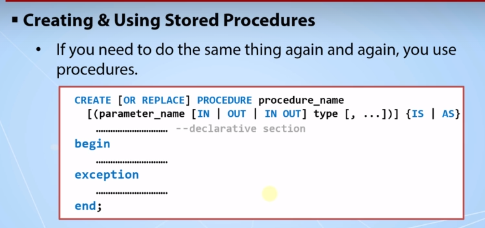 ▪ Creating & Using Stored Procedures
• If you need to do the same thing again and again, you use
procedures.
CREATE [OR REPLACE] PROCEDURE procedure_name
[(parameter_name [IN | OUT | IN OUT] type [, ...])] {IS | AS}
.............................. --declarative section
begin
..............................
exception
..............................
end;